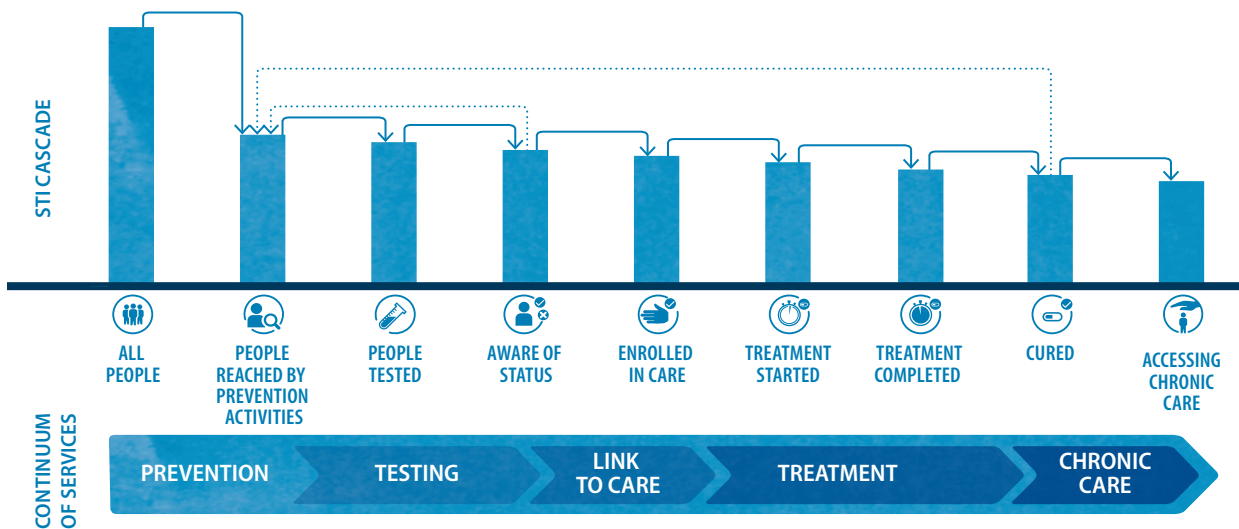 STI CASCADE
ALL
PEOPLE
PEOPLE
REACHED BY
PREVENTION
ACTIVITIES
PEOPLE
TESTED
AWARE OF
STATUS
ENROLLED
IN CARE
TREATMENT
STARTED
TREATMENT
COMPLETED
CURED
ACCESSING
CHRONIC
CARE
CONTINUUM
OF SERVICES
PREVENTION
TESTING
LINK
TO CARE
TREATMENT
CHRONIC
CARE